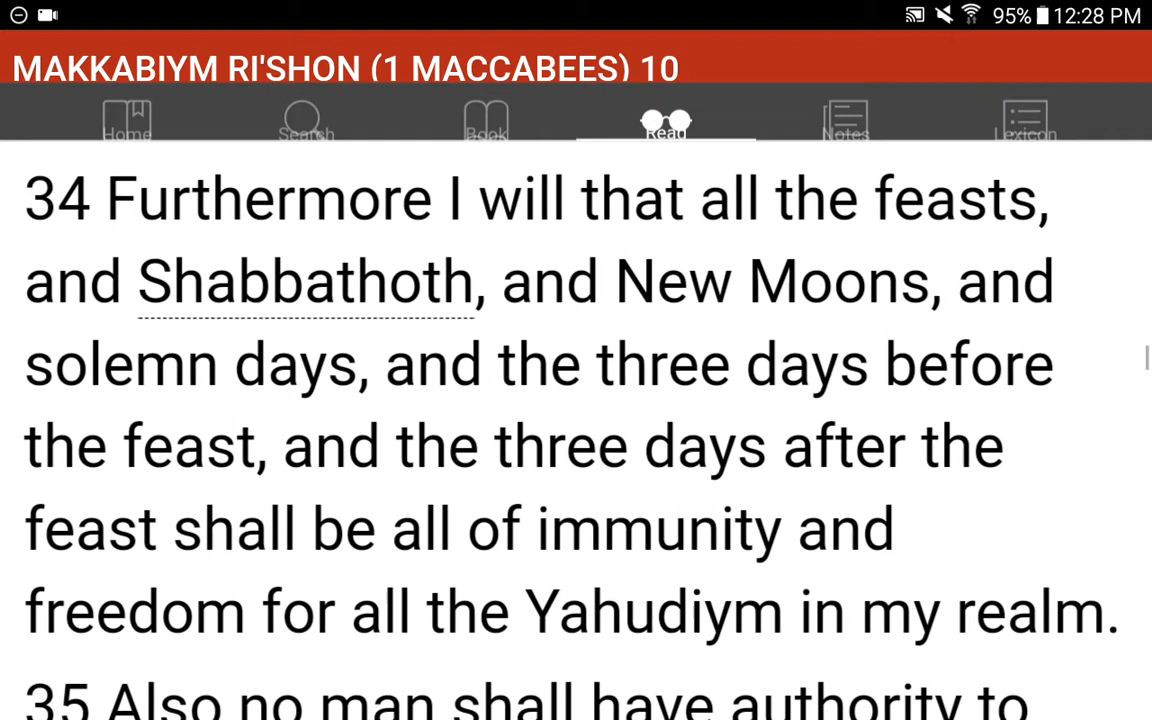 95% 12:28 PM
MAKKABIYM RI'SHON (1 MACCABEES) 10
Home Search Book Read Notes Lexicon
34 Furthermore I will that all the feasts,
and Shabbathoth, and New Moons, and
solemn days, and the three days before
the feast, and the three days after the
feast shall be all of immunity and
freedom for all the Yahudiym in my realm.
35 Also no man shall have authority to